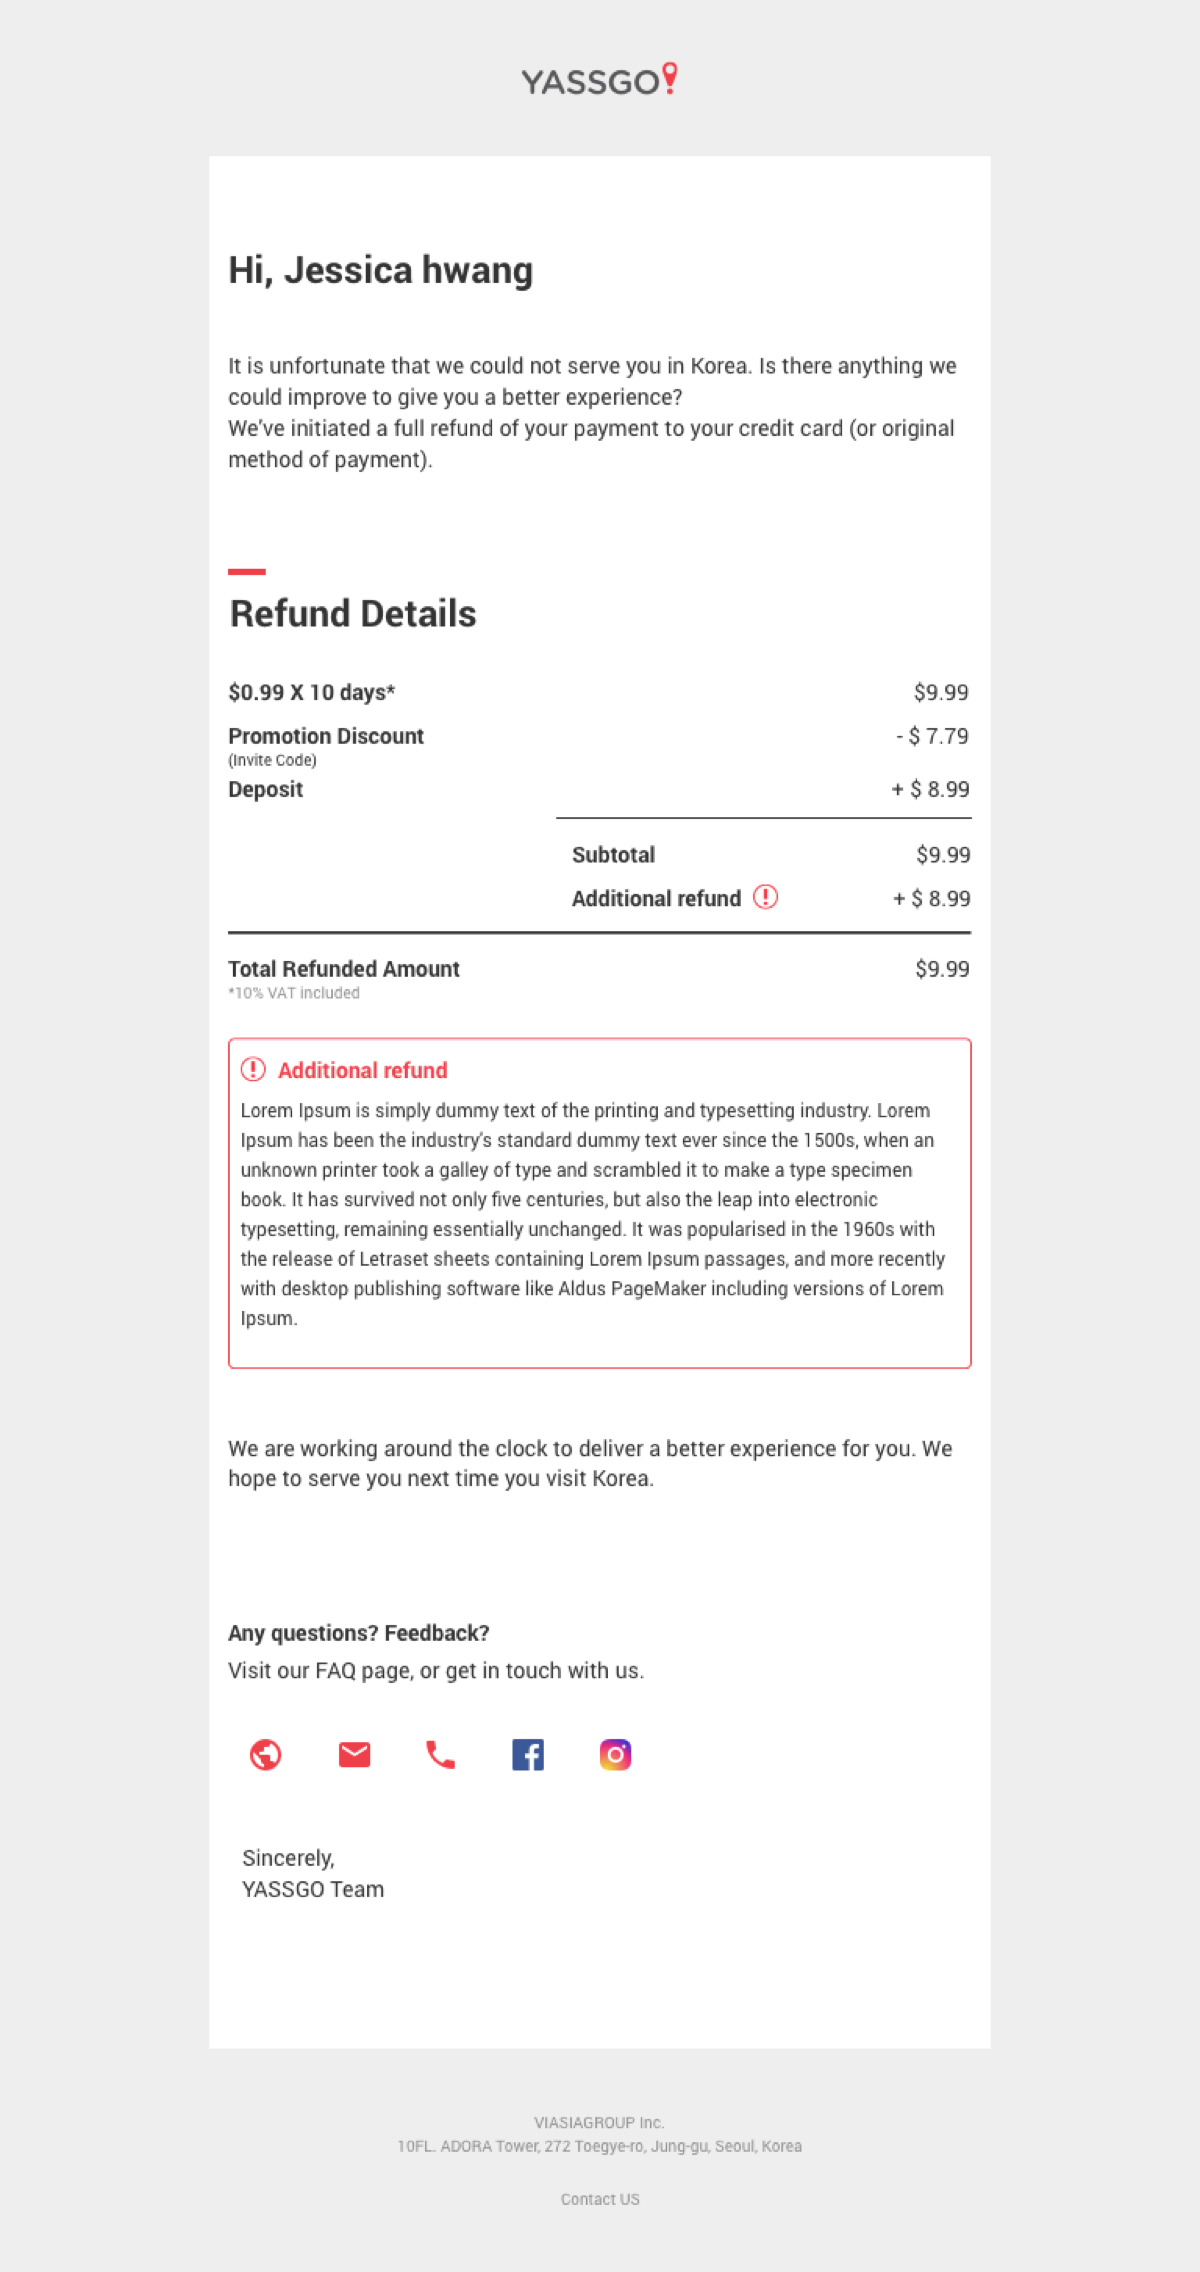 YASSGO
Hi, Jessica hwang
It is unfortunate that we could not serve you in Korea. Is there anything we
could improve to give you a better experience?
We've initiated a full refund of your payment to your credit card (or original
method of payment).
Refund Details
$0.99 X 10 days* $9.99
Promotion Discount - $ 7.79
(Invite Code)
Deposit + $ 8.99
Subtotal $9.99
Additional refund + $ 8.99
Total Refunded Amount $9.99
*10% VAT included
Additional refund
Lorem Ipsum is simply dummy text of the printing and typesetting industry. Lorem
Ipsum has been the industry's standard dummy text ever since the 1500s, when an
unknown printer took a galley of type and scrambled it to make a type specimen
book. It has survived not only five centuries, but also the leap into electronic
typesetting, remaining essentially unchanged. It was popularised in the 1960s with
the release of Letraset sheets containing Lorem Ipsum passages, and more recently
with desktop publishing software like Aldus PageMaker including versions of Lorem
Ipsum.
We are working around the clock to deliver a better experience for you. We
hope to serve you next time you visit Korea.
Any questions? Feedback?
Visit our FAQ page, or get in touch with us.
Sincerely,
YASSGO Team
VIASIAGROUP Inc.
10FL. ADORA Tower, 272 Toegye-ro, Jung-gu, Seoul, Korea
Contact US